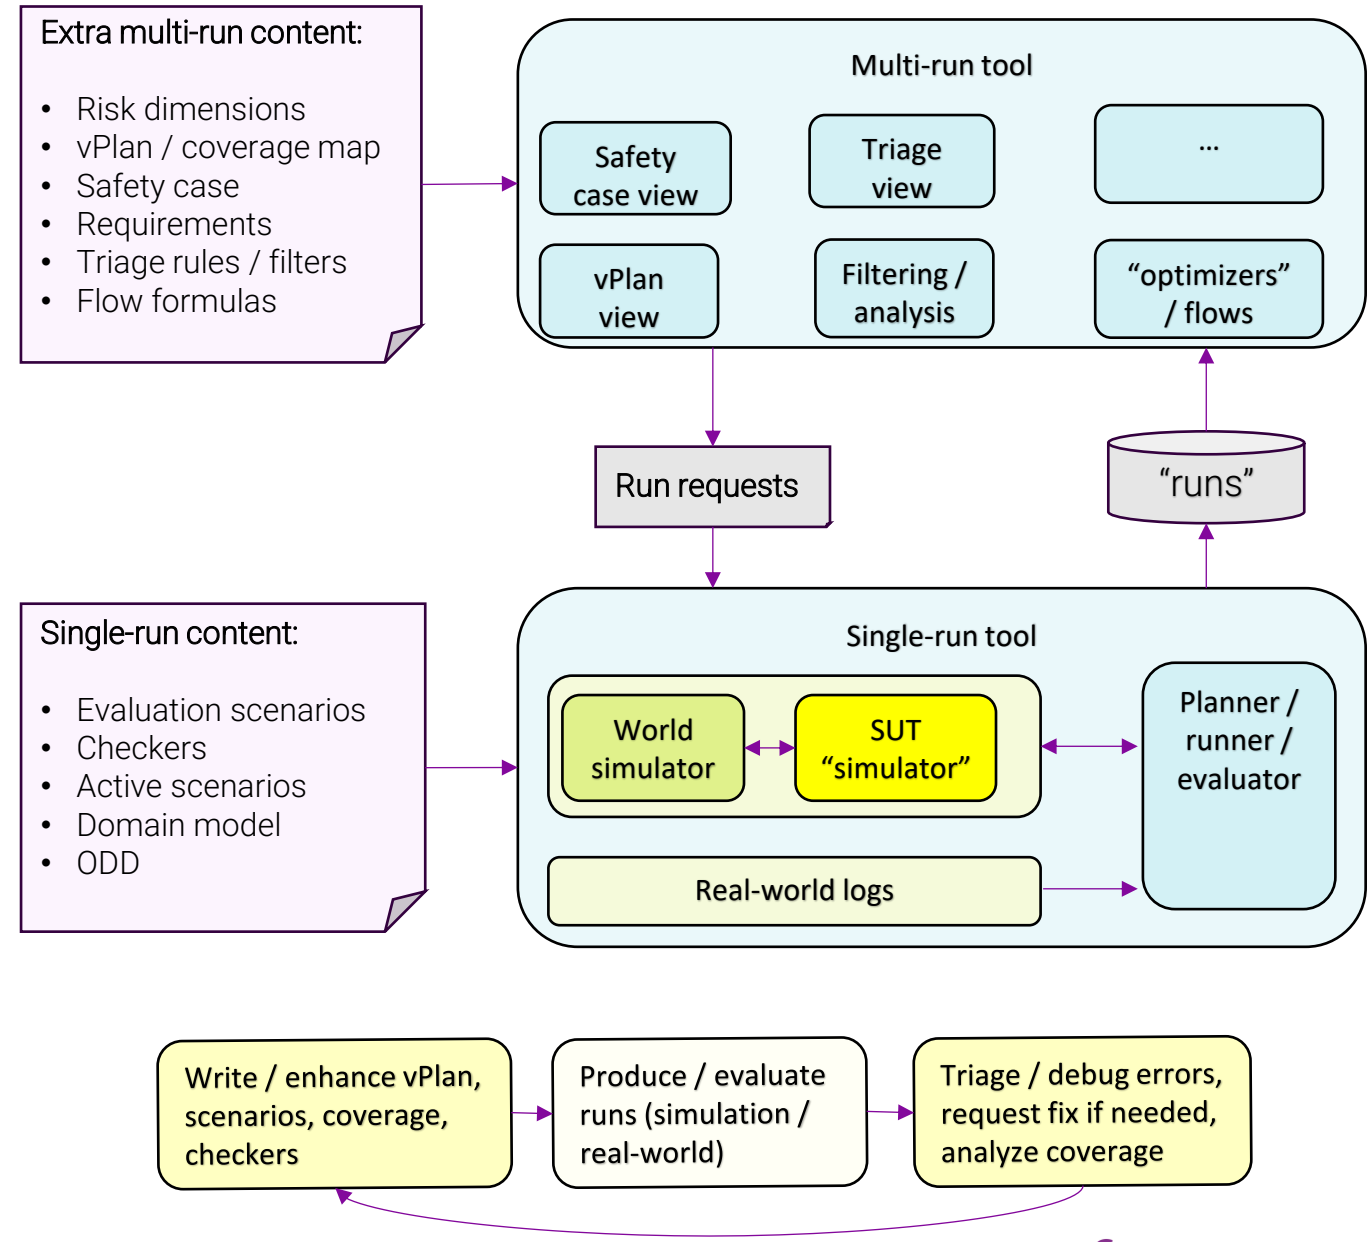 Extra multi-run content:
• Risk dimensions
• vPlan / coverage map
• Safety case
• Requirements
• Triage rules / filters
• Flow formulas
Multi-run tool
Safety
case view
Triage
view
...
vPlan
view
Filtering /
analysis
“optimizers”
/ flows
Run requests
“runs”
Single-run content:
• Evaluation scenarios
• Checkers
• Active scenarios
• Domain model
• ODD
Single-run tool
World
simulator
SUT
“simulator”
Planner /
runner /
evaluator
Real-world logs
Write / enhance vPlan,
scenarios, coverage,
checkers
Produce / evaluate
runs (simulation /
real-world)
Triage / debug errors,
request fix if needed,
analyze coverage